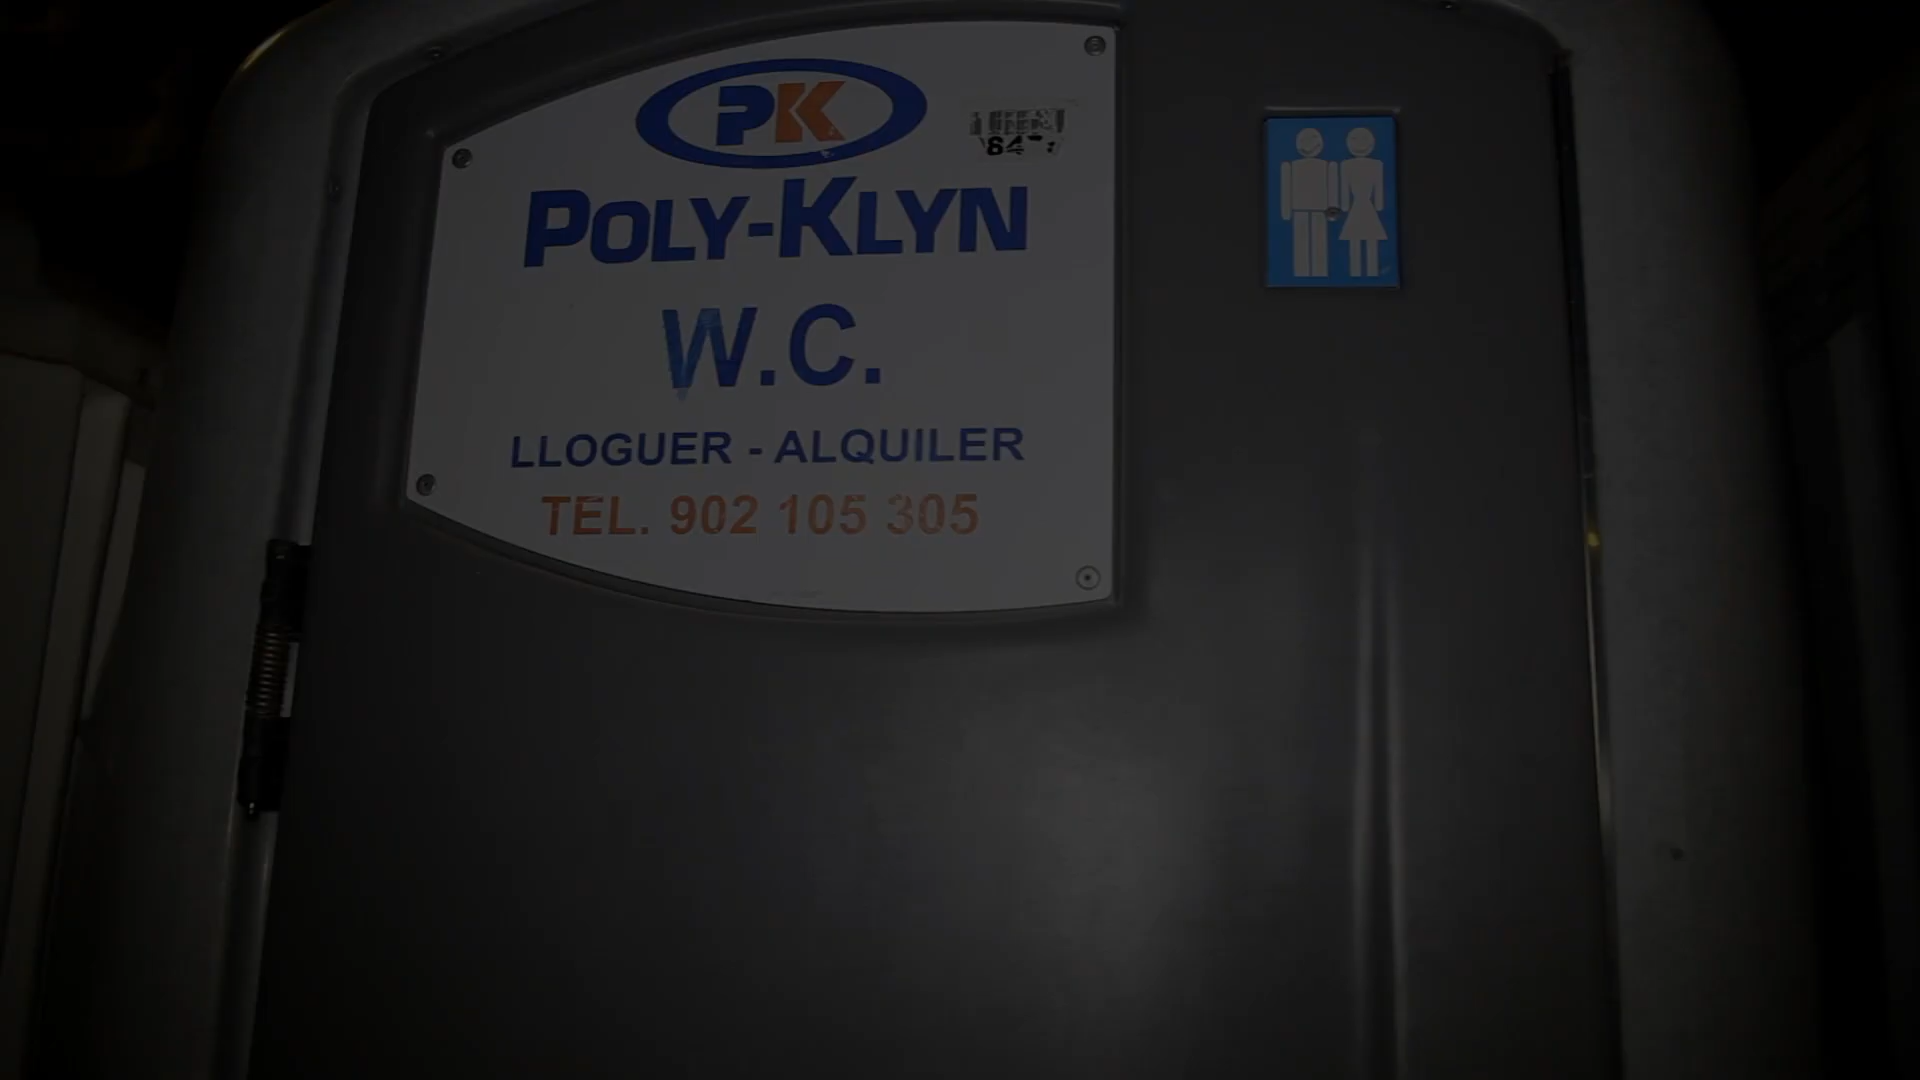 PK
POLY-KLYN
W.C.
LLOGUER - ALQUILER
TEL. 902 105 305